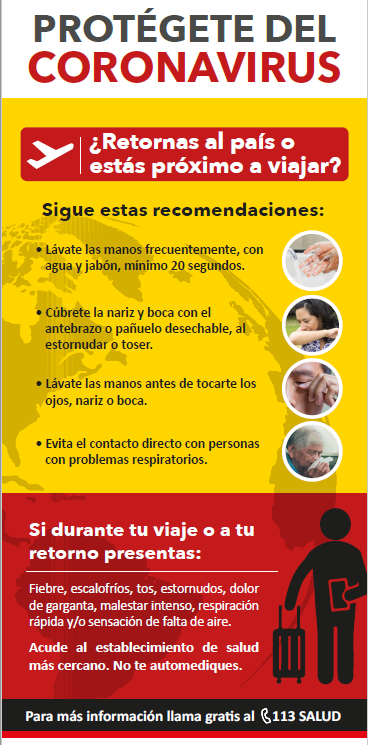 PROTÉGETE DEL
CORONAVIRUS
¿Retornas al país o
estás próximo a viajar?
Sigue estas recomendaciones:
• Lávate las manos frecuentemente, con
agua y jabón, mínimo 20 segundos.
• Cúbrete la nariz y boca con el
antebrazo o pañuelo desechable, al
estornudar o toser.
• Lávate las manos antes de tocarte los
ojos, nariz o boca.
• Evita el contacto directo con personas
con problemas respiratorios.
Si durante tu viaje o a tu
retorno presentas:
Fiebre, escalofríos, tos, estornudos, dolor
de garganta, malestar intenso, respiración
rápida y/o sensación de falta de aire.
Acude al establecimiento de salud
más cercano. No te automediques.
Para más información llama gratis al 113 SALUD